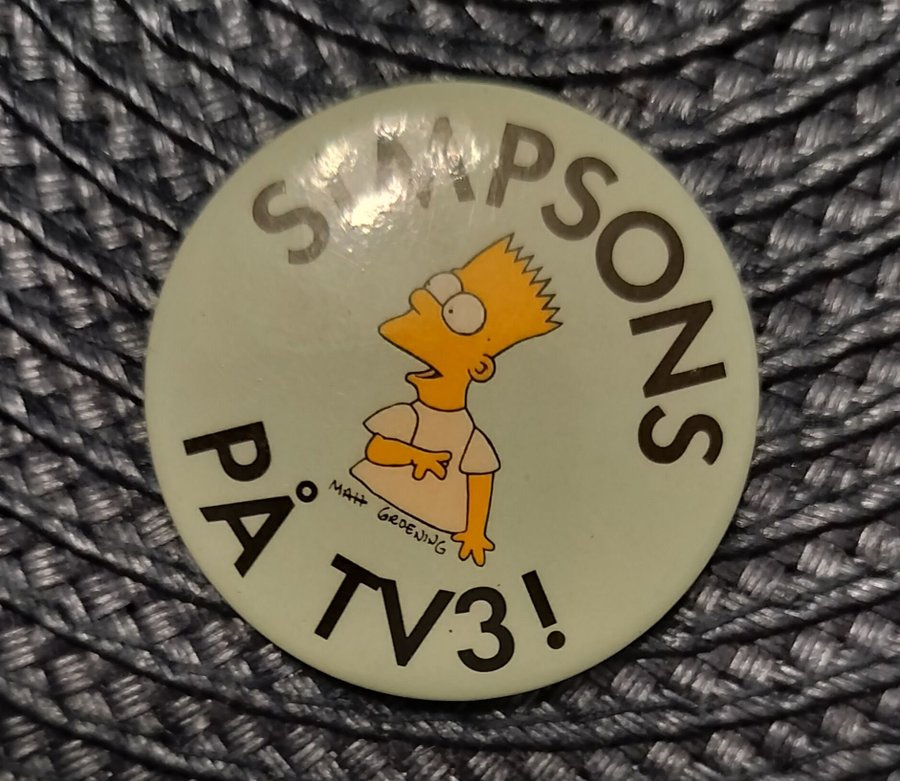 SIMPSONS
PÅ TV3!
MATT GROENING